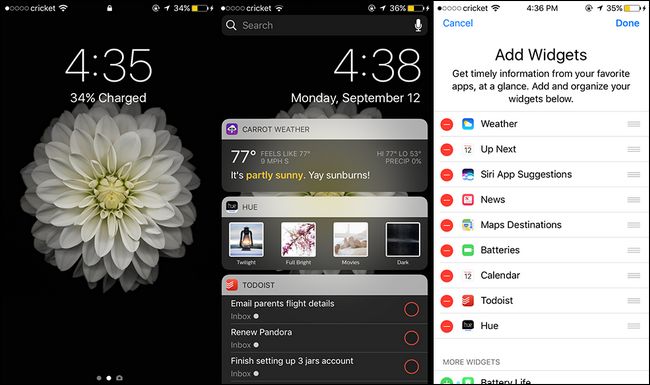 cricket
34%
4:35
34% Charged
cricket
36%
Search
4:38
Monday, September 12
CARROT WEATHER
77° FEELS LIKE 77° HI 77° LO 53°
9 MPH S PRECIP 0%
It's partly sunny. Yay sunburns!
hue HUE
Twilight Full Bright Movies Dark
TODOIST
Email parents flight details
Inbox
Renew Pandora
Inbox
Finish setting up 3 jars account
Inbox
cricket 4:36 PM 35%
Cancel Done
Add Widgets
Get timely information from your favorite
apps, at a glance. Add and organize your
widgets below.
Weather
12 Up Next
Siri App Suggestions
News
Maps Destinations
Batteries
12 Calendar
Todoist
hue Hue
MORE WIDGETS
Battery Life